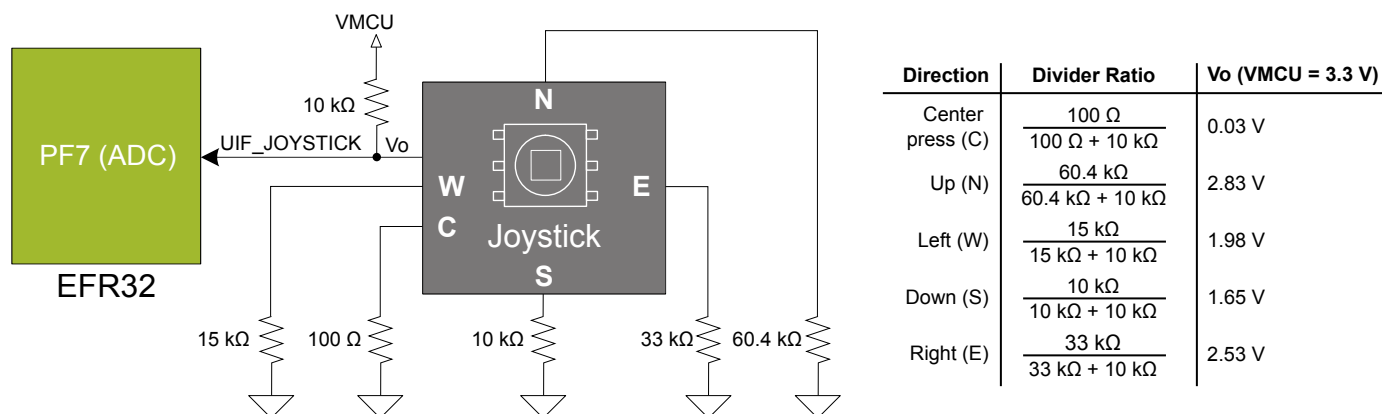 VMCU
10 kΩ
UIF_JOYSTICK
Vo
PF7 (ADC)
EFR32
N
W
E
C
Joystick
S
15 kΩ
100 Ω
10 kΩ
33 kΩ
60.4 kΩ
Direction Divider Ratio Vo (VMCU = 3.3 V)
Center
press (C)
100 Ω
100 Ω + 10 kΩ
0.03 V
Up (N)
60.4 kΩ
60.4 kΩ + 10 kΩ
2.83 V
Left (W)
15 kΩ
15 kΩ + 10 kΩ
1.98 V
Down (S)
10 kΩ
10 kΩ + 10 kΩ
1.65 V
Right (E)
33 kΩ
33 kΩ + 10 kΩ
2.53 V